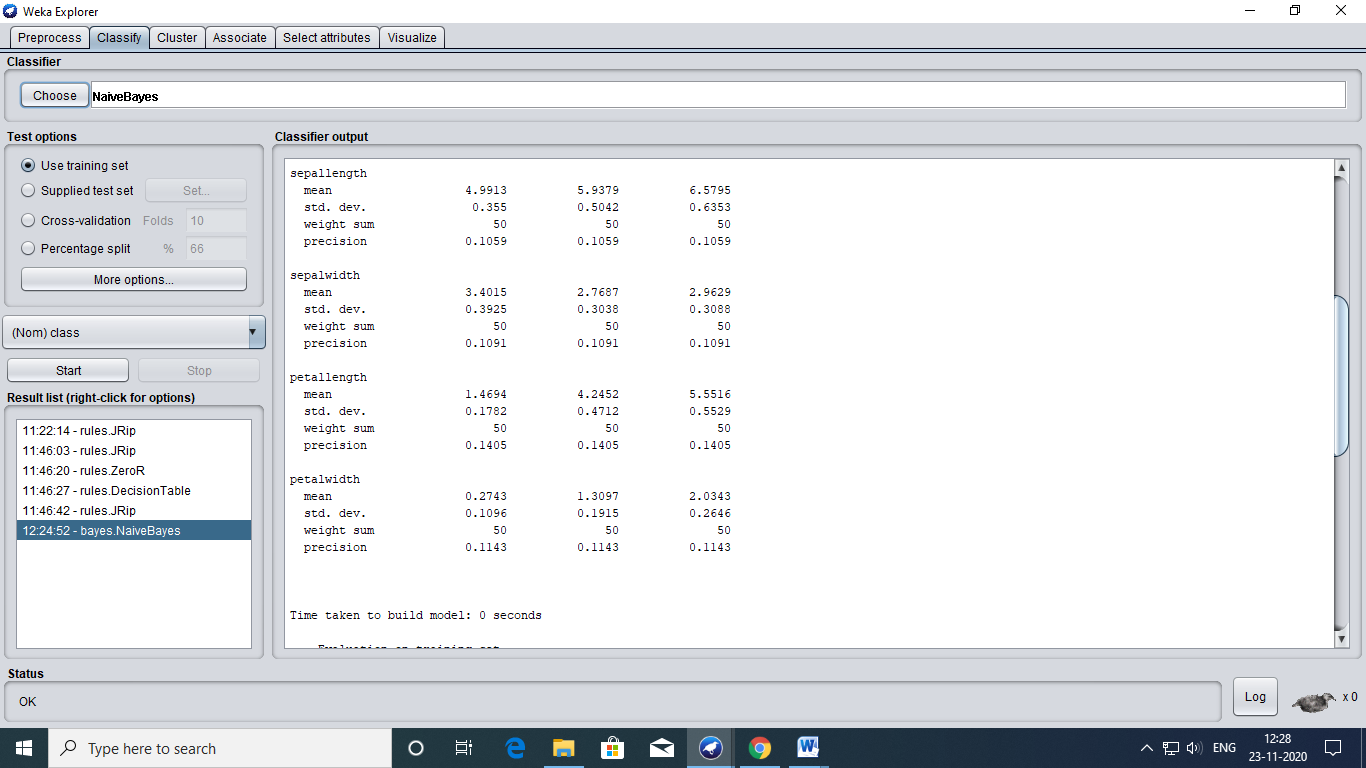 Weka Explorer
Preprocess Classify Cluster Associate Select attributes Visualize
Classifier
Choose NaiveBayes
Test options
Use training set
Supplied test set Set...
Cross-validation Folds 10
Percentage split % 66
More options...
(Nom) class
Start Stop
Result list (right-click for options)
11:22:14 - rules.JRip
11:46:03 - rules.JRip
11:46:20 - rules.ZeroR
11:46:27 - rules.DecisionTable
11:46:42 - rules.JRip
12:24:52 - bayes.NaiveBayes
Classifier output
sepallength
mean 4.9913 5.9379 6.5795
std. dev. 0.355 0.5042 0.6353
weight sum 50 50 50
precision 0.1059 0.1059 0.1059
sepalwidth
mean 3.4015 2.7687 2.9629
std. dev. 0.3925 0.3038 0.3088
weight sum 50 50 50
precision 0.1091 0.1091 0.1091
petallength
mean 1.4694 4.2452 5.5516
std. dev. 0.1782 0.4712 0.5529
weight sum 50 50 50
precision 0.1405 0.1405 0.1405
petalwidth
mean 0.2743 1.3097 2.0343
std. dev. 0.1096 0.1915 0.2646
weight sum 50 50 50
precision 0.1143 0.1143 0.1143
Time taken to build model: 0 seconds
Evaluation on training set
Status
OK
Log x 0
Type here to search
ENG
12:28
23-11-2020